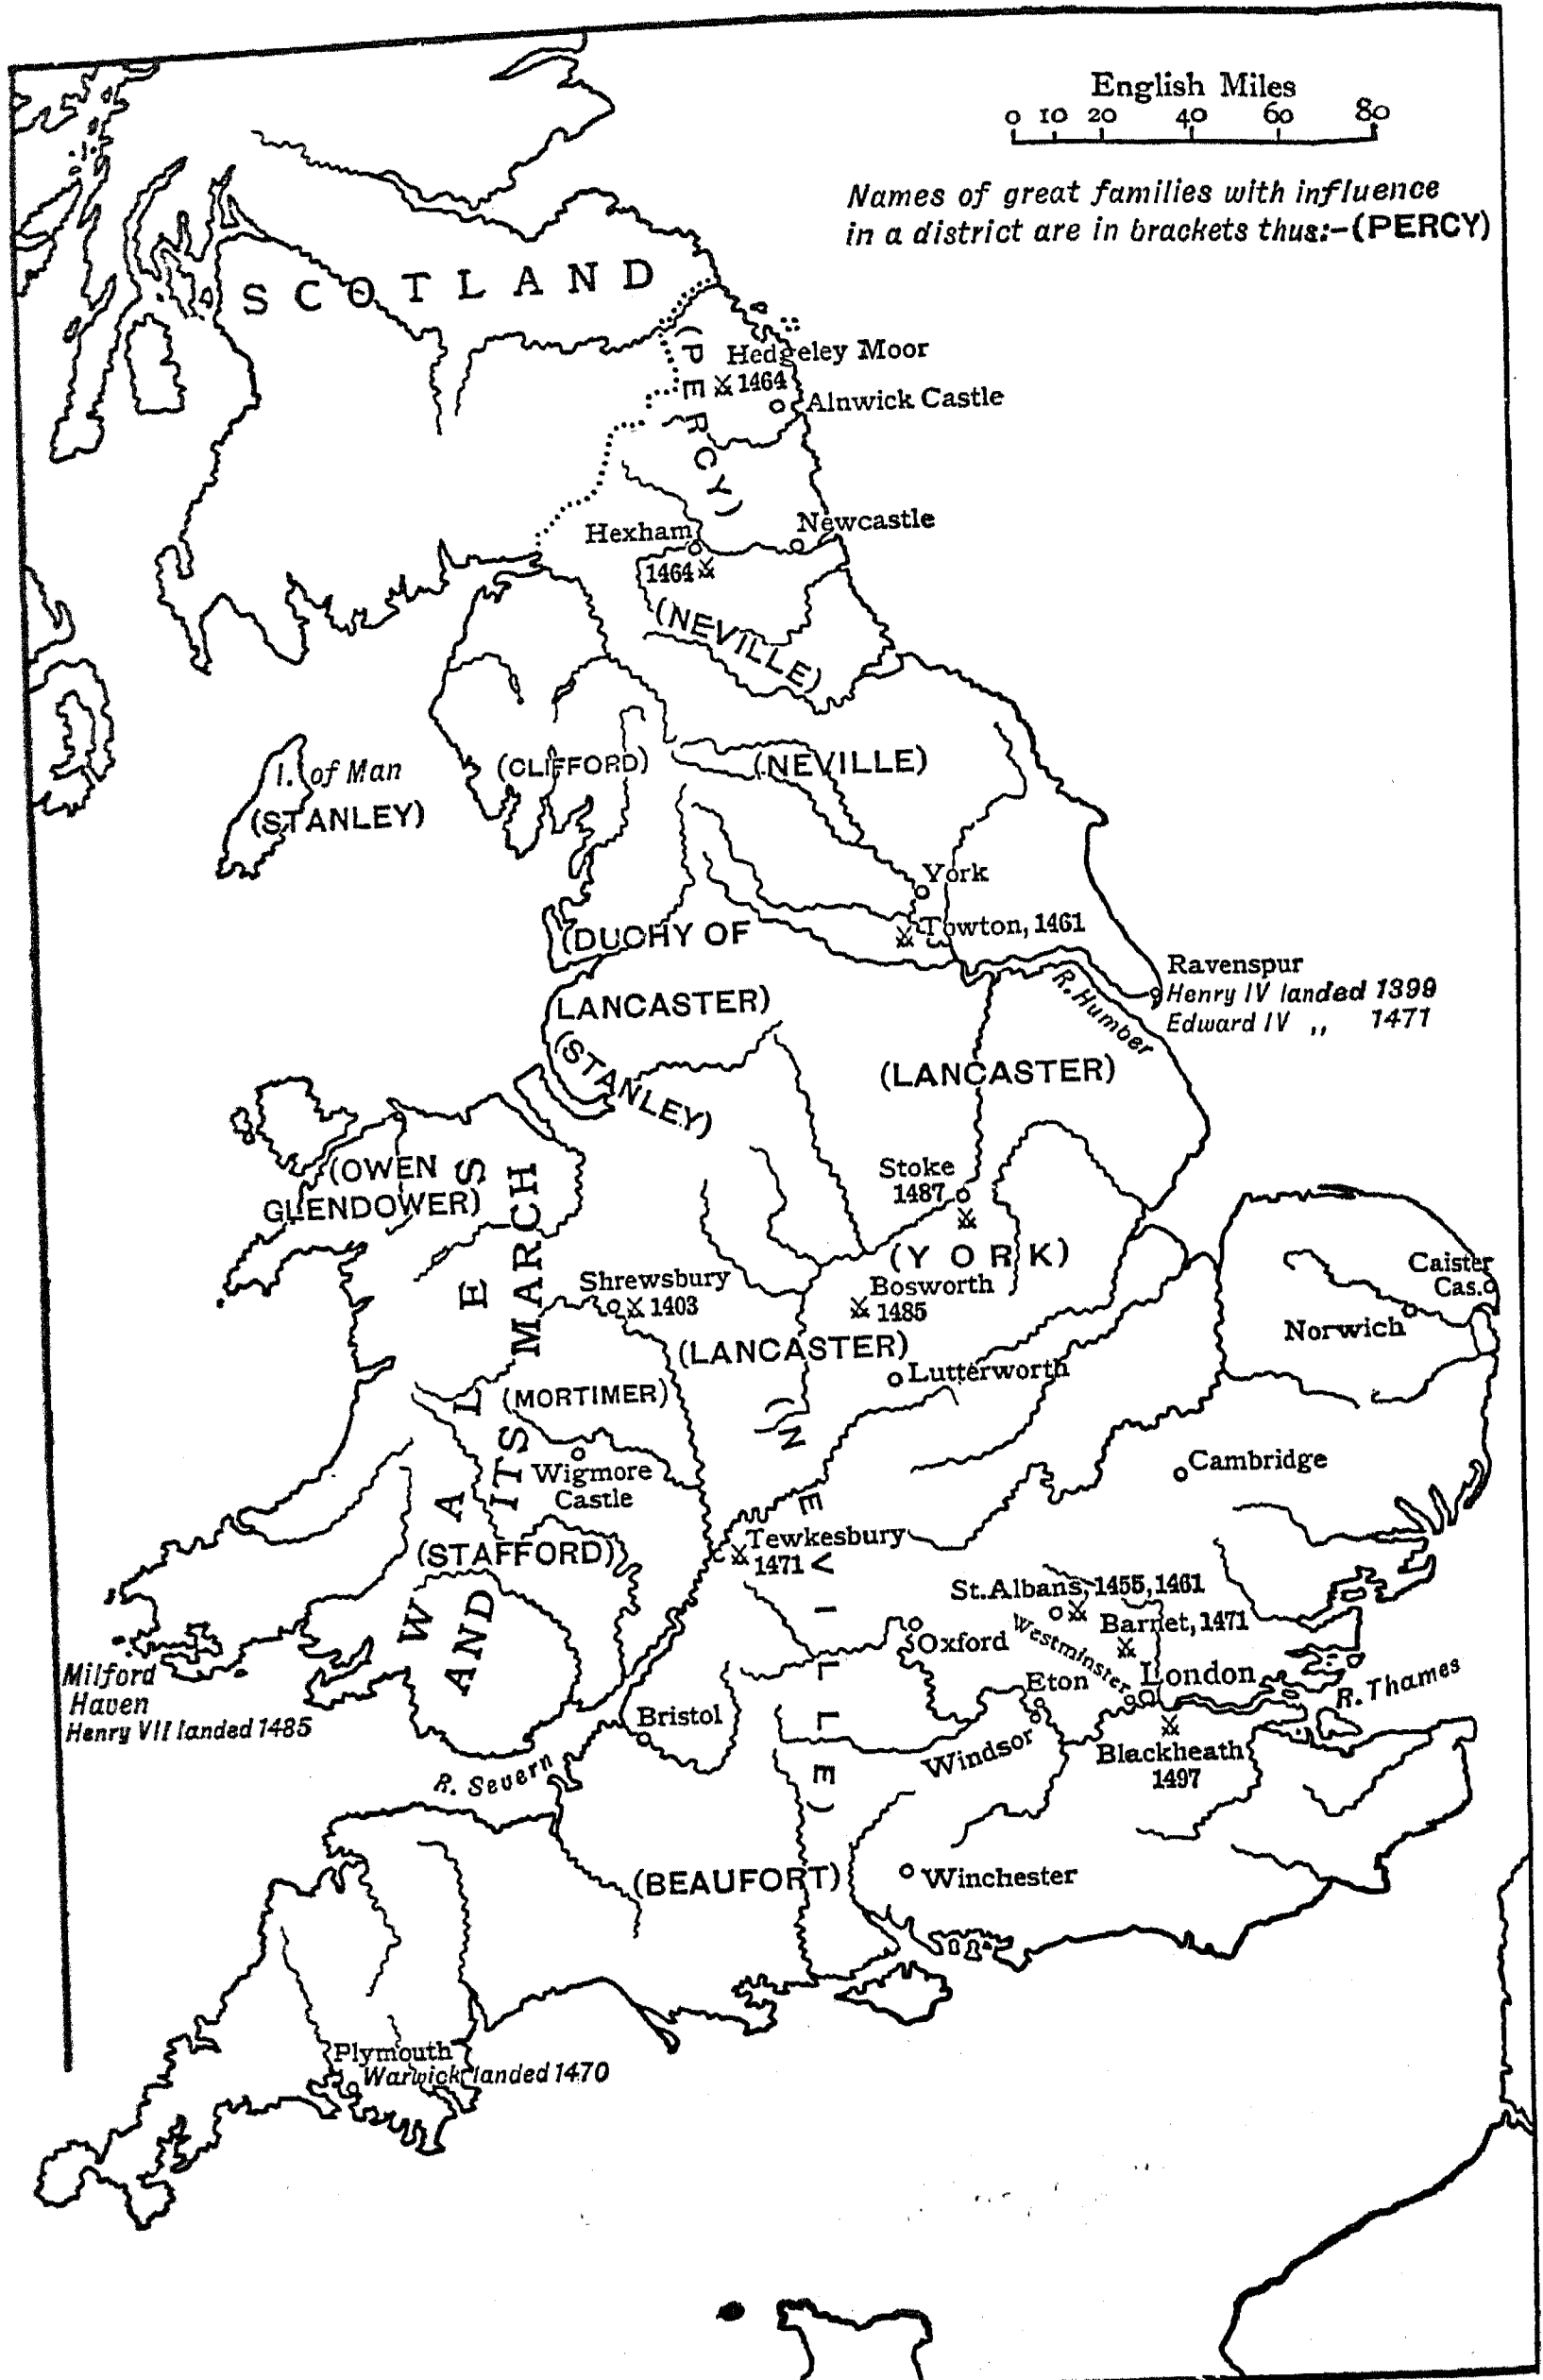 English Miles
0 10 20 40 60 80
Names of great families with influence
in a district are in brackets thus:-(PERCY)
SCOTLAND
(PERCY)
Hedgeley Moor
1464
Alnwick Castle
Hexham
1464
Newcastle
(NEVILLE)
I. of Man
(STANLEY)
(CLIFFORD)
(NEVILLE)
York
Towton, 1461
(DUCHY OF
LANCASTER)
Ravenspur
Henry IV landed 1399
Edward IV ,, 1471
R. Humber
(STANLEY)
(LANCASTER)
(OWEN
GLENDOWER)
Stoke
1487
(YORK)
Shrewsbury
1403
Bosworth
1485
Caister
Cas.
Norwich
(LANCASTER)
Lutterworth
WALES
AND ITS MARCH
(MORTIMER)
Wigmore
Castle
(NEVILLE)
Cambridge
(STAFFORD)
Tewkesbury
1471
St. Albans, 1455, 1461
Barnet, 1471
Oxford
Westminster
London
Eton
R. Thames
Milford
Haven
Henry VII landed 1485
Bristol
Windsor
Blackheath
1497
R. Severn
(BEAUFORT)
Winchester
Plymouth
Warwick landed 1470